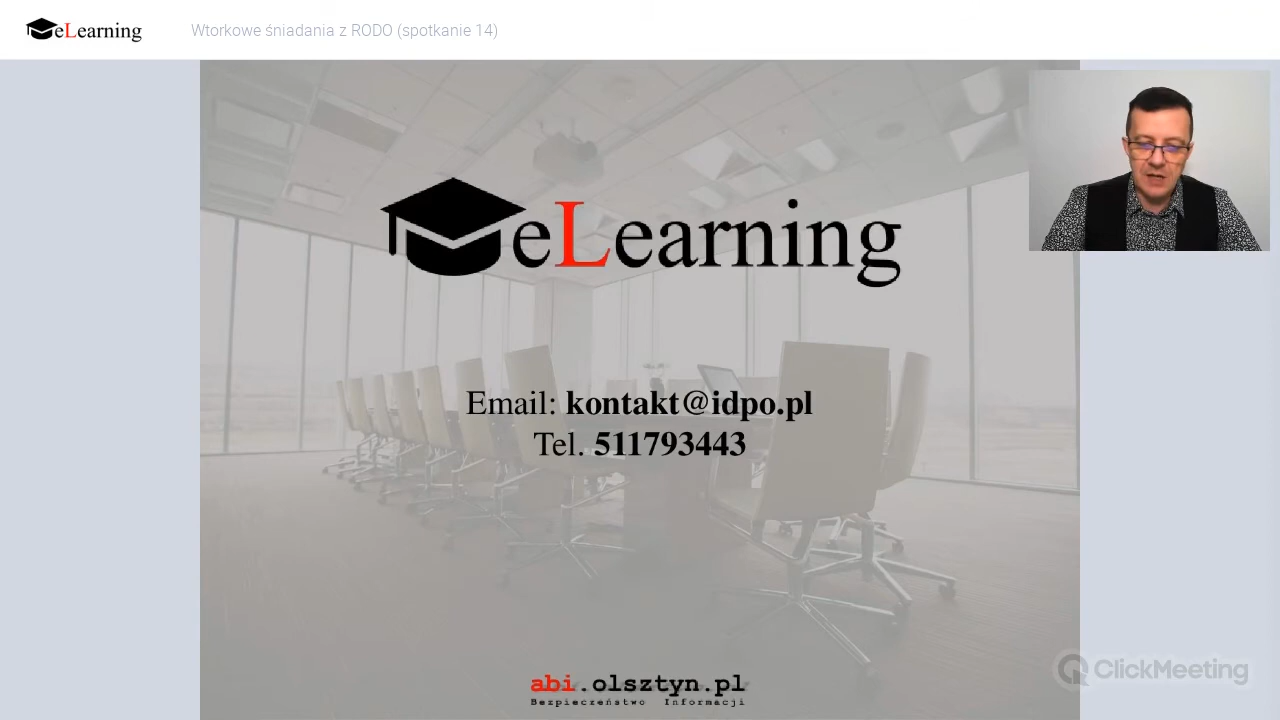 eLearning
Wtorkowe śniadania z RODO (spotkanie 14)
eLearning
Email: kontakt@idpo.pl
Tel. 511793443
abi.olsztyn.pl
Bezpieczeństwo Informacji
ClickMeeting